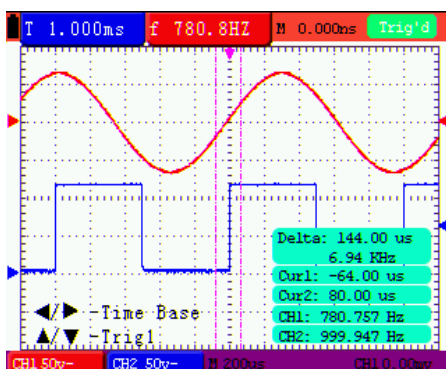 T 1.000ms f 780.8HZ M 0.000ns Trig'd
Delta: 144.00 us
6.94 KHz
Cur1: -64.00 us
Cur2: 80.00 us
CH1: 780.757 Hz
CH2: 999.947 Hz
◀/▶ -Time Base
▲/▼ -Trig1
CH1 50v- CH2 50v- M 200us CH1 0.00mv